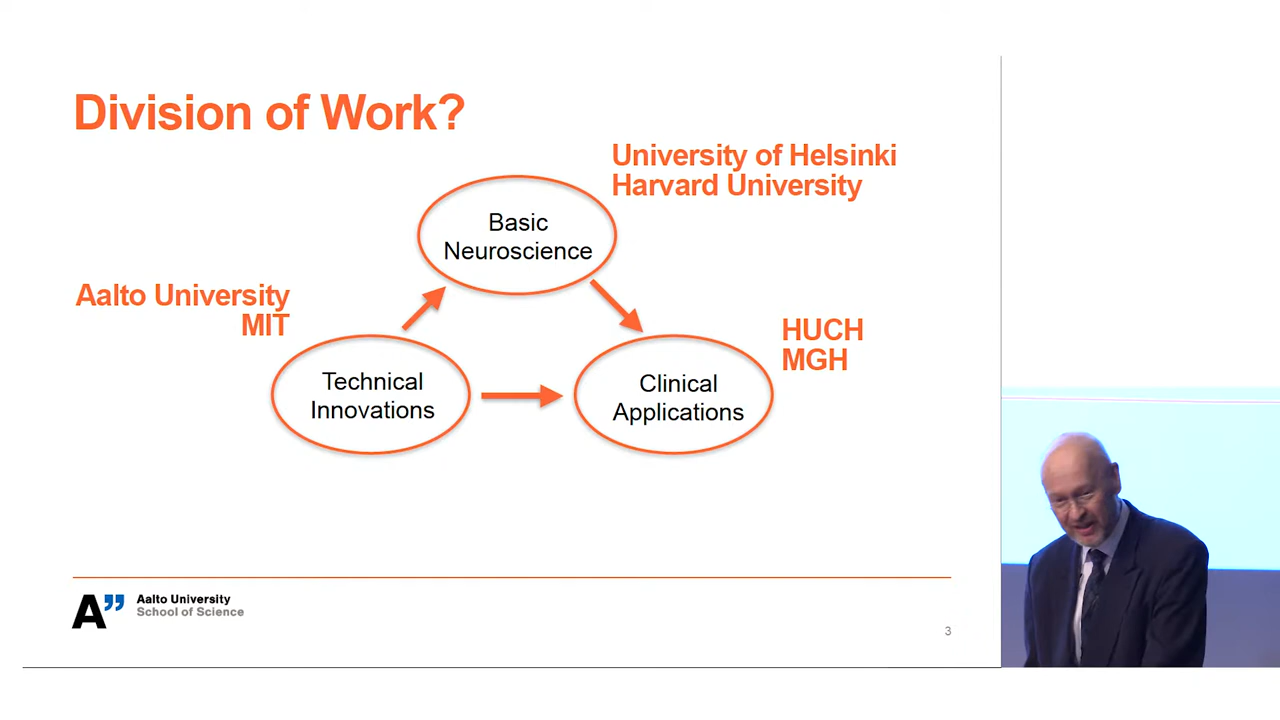 Division of Work?
University of Helsinki
Harvard University
Basic
Neuroscience
Aalto University
MIT
HUCH
MGH
Technical
Innovations
Clinical
Applications
A”
Aalto University
School of Science
3